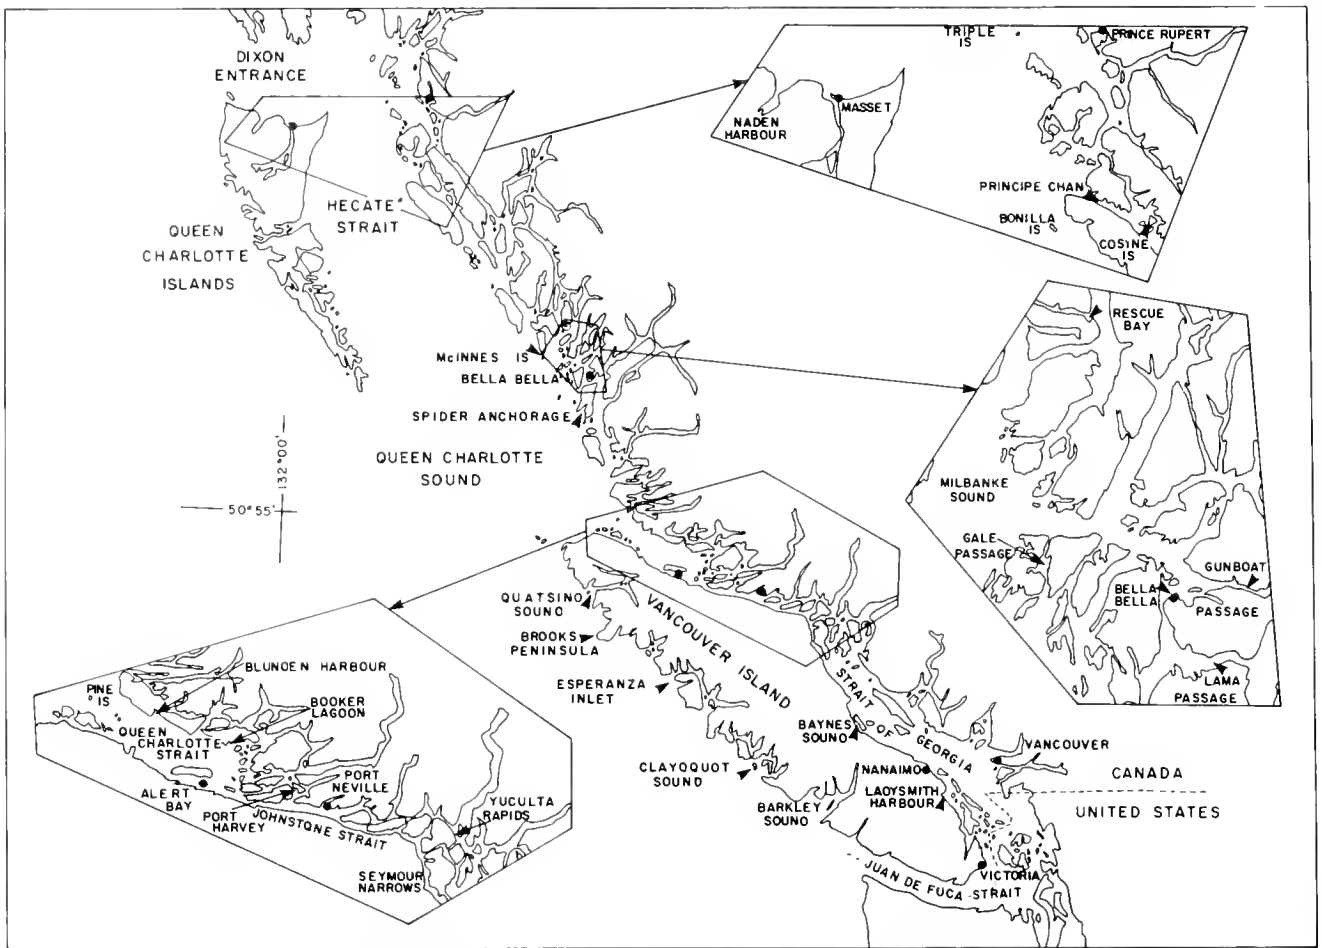 DIXON
ENTRANCE
HECATE
STRAIT
QUEEN
CHARLOTTE
ISLANDS
McINNES IS
BELLA BELLA
SPIDER ANCHORAGE
QUEEN CHARLOTTE
SOUND
132°00'
50°55'
TRIPLE
IS
PRINCE RUPERT
MASSET
NADEN
HARBOUR
PRINCIPE CHAN
BONILLA
IS
COSINE
IS
RESCUE
BAY
MILBANKE
SOUND
GALE
PASSAGE
GUNBOAT
PASSAGE
BELLA
BELLA
LAMA
PASSAGE
QUATSINO
SOUND
BROOKS
PENINSULA
VANCOUVER ISLAND
ESPERANZA
INLET
CLAYOQUOT
SOUND
BARKLEY
SOUND
STRAIT OF GEORGIA
BAYNES
SOUND
NANAIMO
LADYSMITH
HARBOUR
VANCOUVER
CANADA
UNITED STATES
VICTORIA
JUAN DE FUCA STRAIT
BLUNDEN HARBOUR
PINE
IS
BOOKER
LAGOON
QUEEN
CHARLOTTE
STRAIT
ALERT
BAY
PORT
HARVEY
PORT
NEVILLE
JOHNSTONE STRAIT
YUCULTA
RAPIDS
SEYMOUR
NARROWS